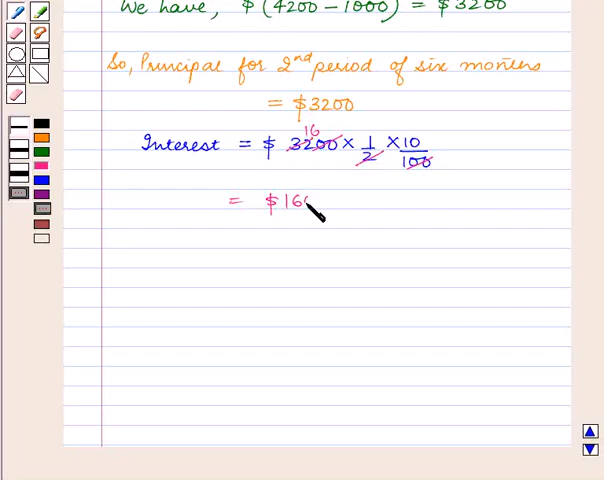 We have, $ (4200 - 1000) = $3200
So, Principal for 2nd period of six months
= $3200
16
Interest = $ 3200 × 1/2 × 10/100
= $16